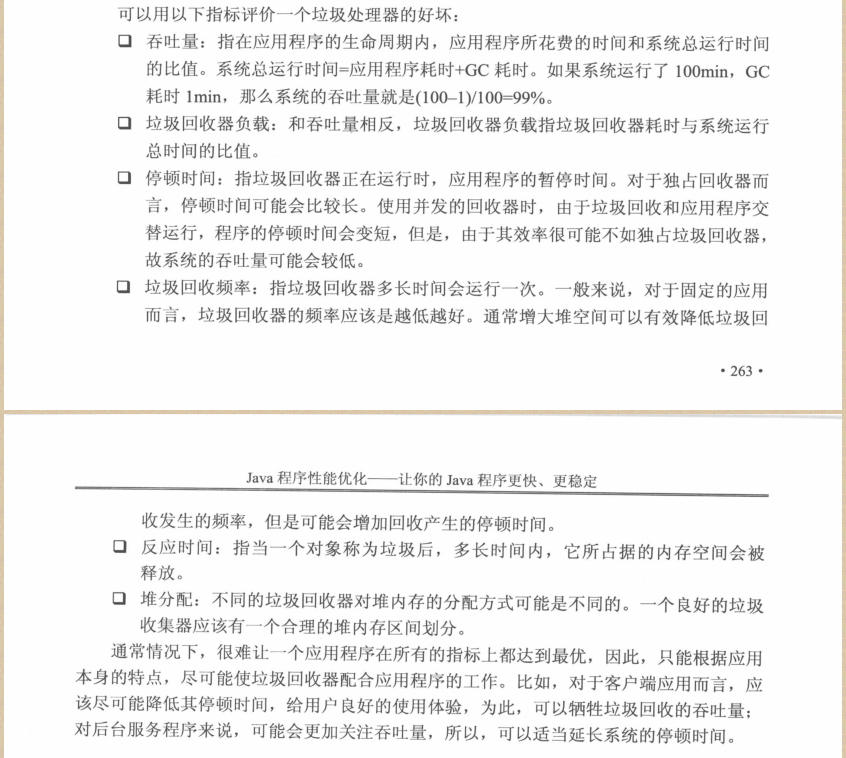 可以用以下指标评价一个垃圾处理器的好坏：
❑ 吞吐量：指在应用程序的生命周期内，应用程序所花费的时间和系统总运行时间
的比值。系统总运行时间=应用程序耗时+GC 耗时。如果系统运行了 100min，GC
耗时 1min，那么系统的吞吐量就是(100–1)/100=99%。
❑ 垃圾回收器负载：和吞吐量相反，垃圾回收器负载指垃圾回收器耗时与系统运行
总时间的比值。
❑ 停顿时间：指垃圾回收器正在运行时，应用程序的暂停时间。对于独占回收器而
言，停顿时间可能会比较长。使用并发的回收器时，由于垃圾回收和应用程序交
替运行，程序的停顿时间会变短，但是，由于其效率很可能不如独占垃圾回收器，
故系统的吞吐量可能会较低。
❑ 垃圾回收频率：指垃圾回收器多长时间会运行一次。一般来说，对于固定的应用
而言，垃圾回收器的频率应该是越低越好。通常增大堆空间可以有效降低垃圾回
• 263 •
Java 程序性能优化——让你的 Java 程序更快、更稳定
收发生的频率，但是可能会增加回收产生的停顿时间。
❑ 反应时间：指当一个对象称为垃圾后，多长时间内，它所占据的内存空间会被
释放。
❑ 堆分配：不同的垃圾回收器对堆内存的分配方式可能是不同的。一个良好的垃圾
收集器应该有一个合理的堆内存区间划分。
通常情况下，很难让一个应用程序在所有的指标上都达到最优，因此，只能根据应用
本身的特点，尽可能使垃圾回收器配合应用程序的工作。比如，对于客户端应用而言，应
该尽可能降低其停顿时间，给用户良好的使用体验，为此，可以牺牲垃圾回收的吞吐量；
对后台服务程序来说，可能会更加关注吞吐量，所以，可以适当延长系统的停顿时间。